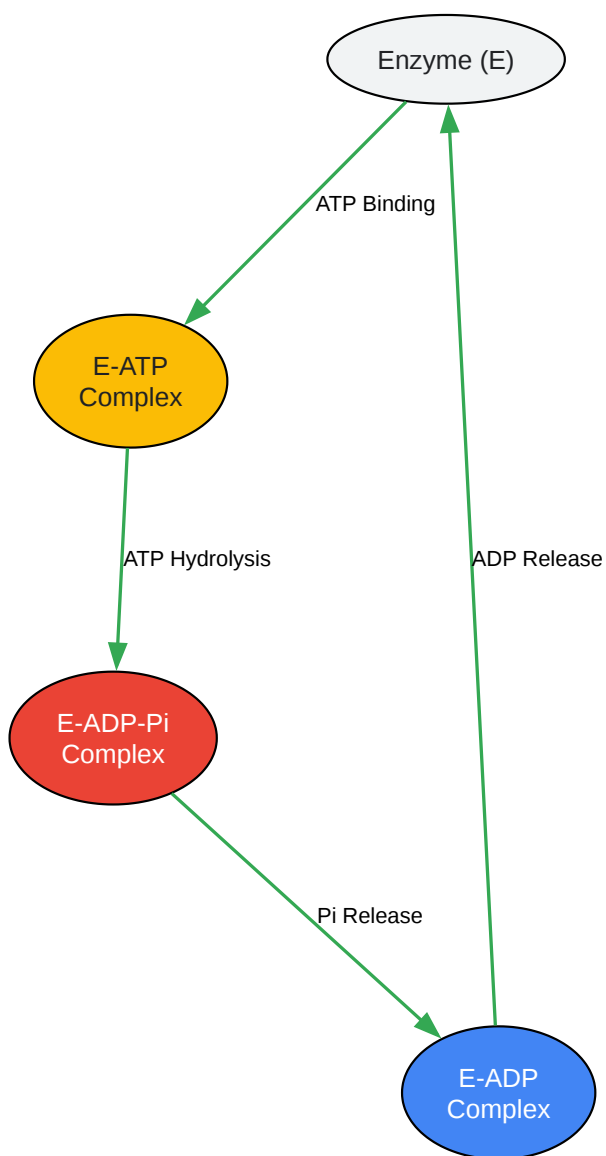 Enzyme (E)
ATP Binding
E-ATP
Complex
ATP Hydrolysis
ADP Release
E-ADP-Pi
Complex
Pi Release
E-ADP
Complex